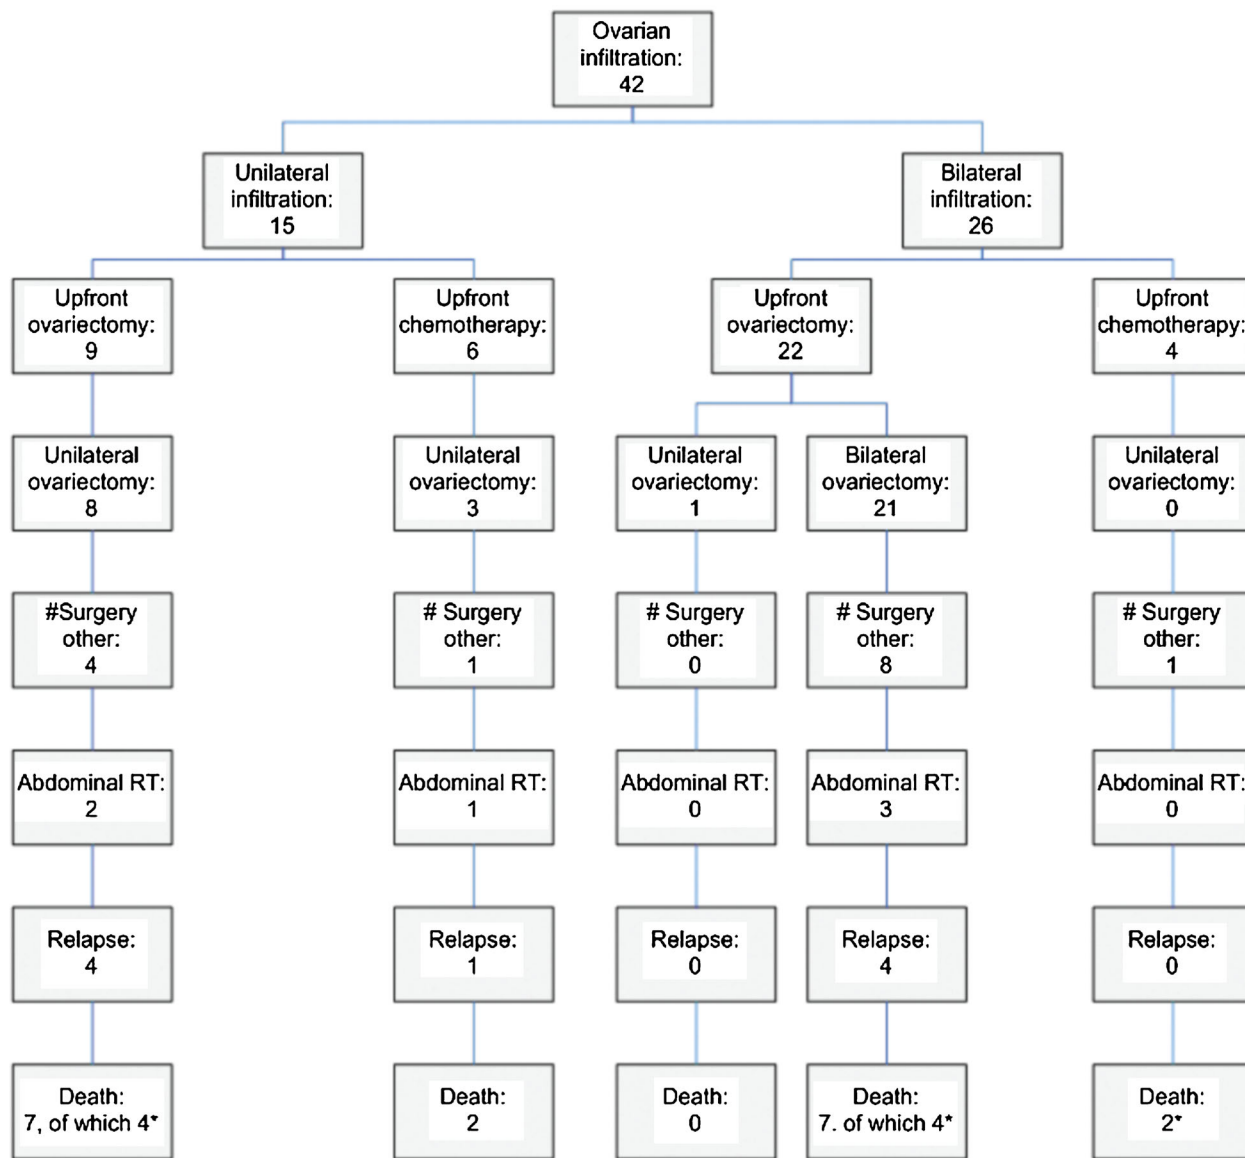 Ovarian
infiltration:
42
Unilateral
infiltration:
15
Bilateral
infiltration:
26
Upfront
ovariectomy:
9
Upfront
chemotherapy:
6
Upfront
ovariectomy:
22
Upfront
chemotherapy:
4
Unilateral
ovariectomy:
8
Unilateral
ovariectomy:
3
Unilateral
ovariectomy:
1
Bilateral
ovariectomy:
21
Unilateral
ovariectomy:
0
#Surgery
other:
4
# Surgery
other:
1
# Surgery
other:
0
# Surgery
other:
8
# Surgery
other:
1
Abdominal RT:
2
Abdominal RT:
1
Abdominal RT:
0
Abdominal RT:
3
Abdominal RT:
0
Relapse:
4
Relapse:
1
Relapse:
0
Relapse:
4
Relapse:
0
Death:
7, of which 4*
Death:
2
Death:
0
Death:
7. of which 4*
Death:
2*